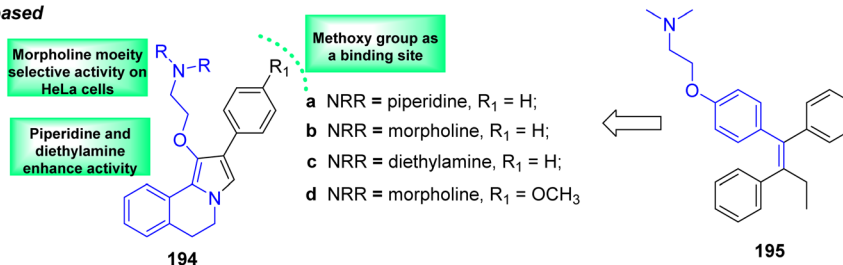 ased
Morpholine moeity
selective activity on
HeLa cells
Piperidine and
diethylamine
enhance activity
R
N
R
O
N
R1
194
Methoxy group as
a binding site
a NRR = piperidine, R1 = H;
b NRR = morpholine, R1 = H;
c NRR = diethylamine, R1 = H;
d NRR = morpholine, R1 = OCH3
N
O
195